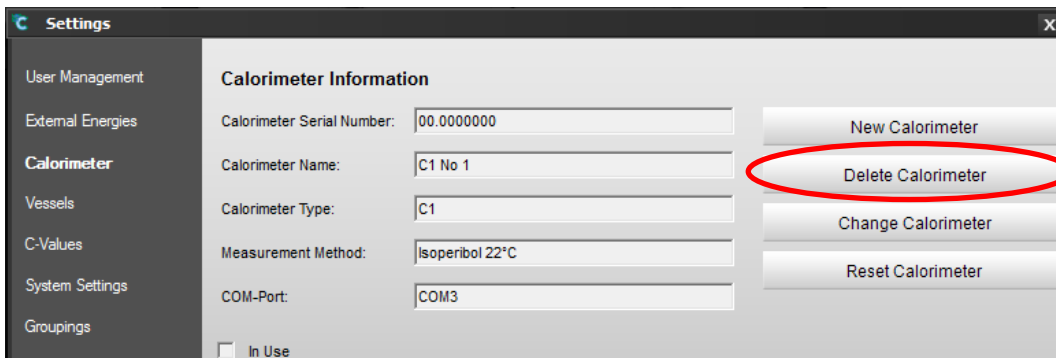 C Settings X
User Management
External Energies
Calorimeter
Vessels
C-Values
System Settings
Groupings
Calorimeter Information
Calorimeter Serial Number: 00.0000000
Calorimeter Name: C1 No 1
Calorimeter Type: C1
Measurement Method: Isoperibol 22°C
COM-Port: COM3
In Use
New Calorimeter
Delete Calorimeter
Change Calorimeter
Reset Calorimeter